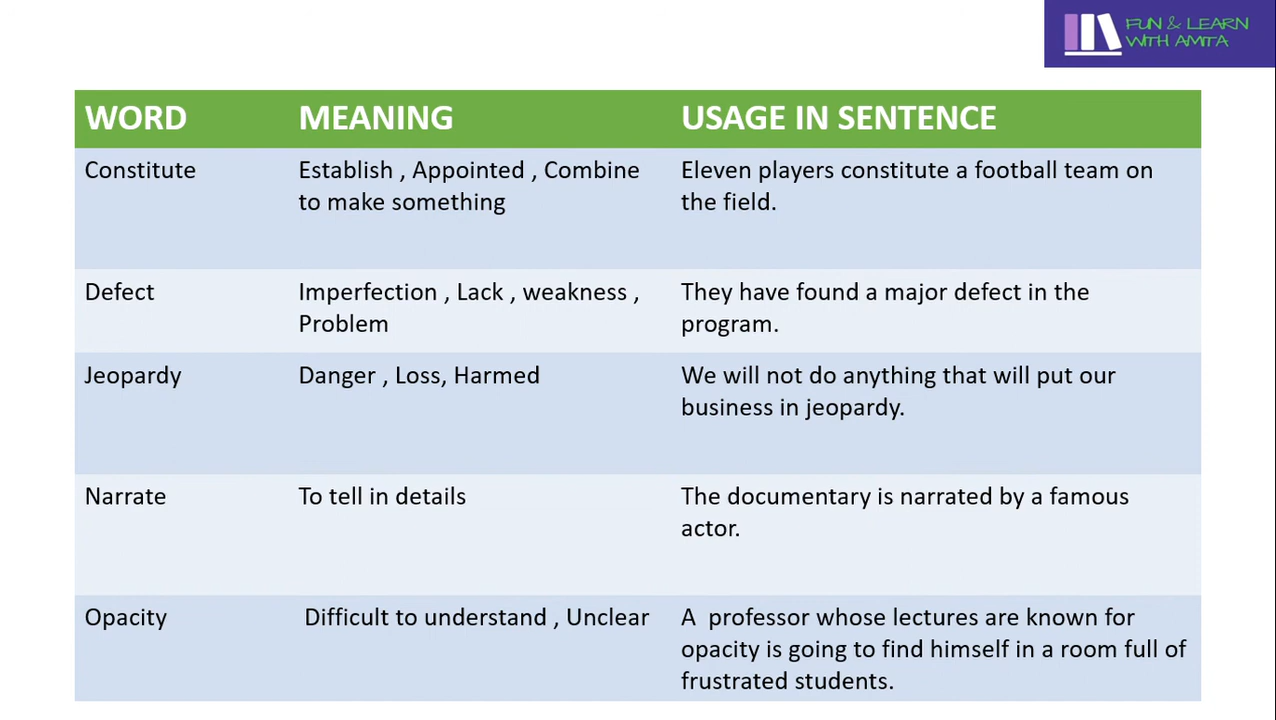 FUN & LEARN
WITH AMITA
WORD MEANING USAGE IN SENTENCE
Constitute Establish , Appointed , Combine Eleven players constitute a football team on
to make something the field.
Defect Imperfection , Lack , weakness , They have found a major defect in the
Problem program.
Jeopardy Danger , Loss, Harmed We will not do anything that will put our
business in jeopardy.
Narrate To tell in details The documentary is narrated by a famous
actor.
Opacity Difficult to understand , Unclear A professor whose lectures are known for
opacity is going to find himself in a room full of
frustrated students.